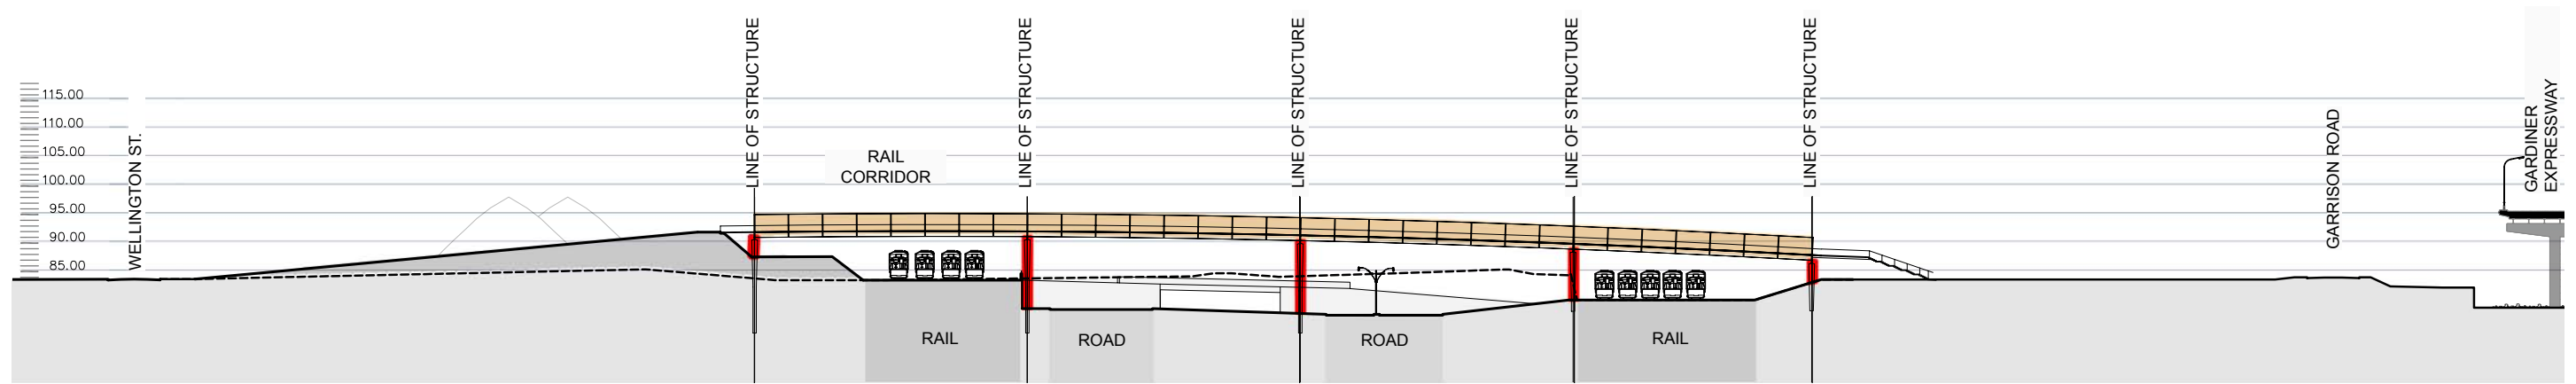 LINE OF STRUCTURE
LINE OF STRUCTURE
LINE OF STRUCTURE
LINE OF STRUCTURE
LINE OF STRUCTURE
115.00
110.00
105.00
100.00
95.00
90.00
85.00
WELLINGTON ST.
RAIL
CORRIDOR
GARRISON ROAD
GARDINER
EXPRESSWAY
RAIL
ROAD
ROAD
RAIL